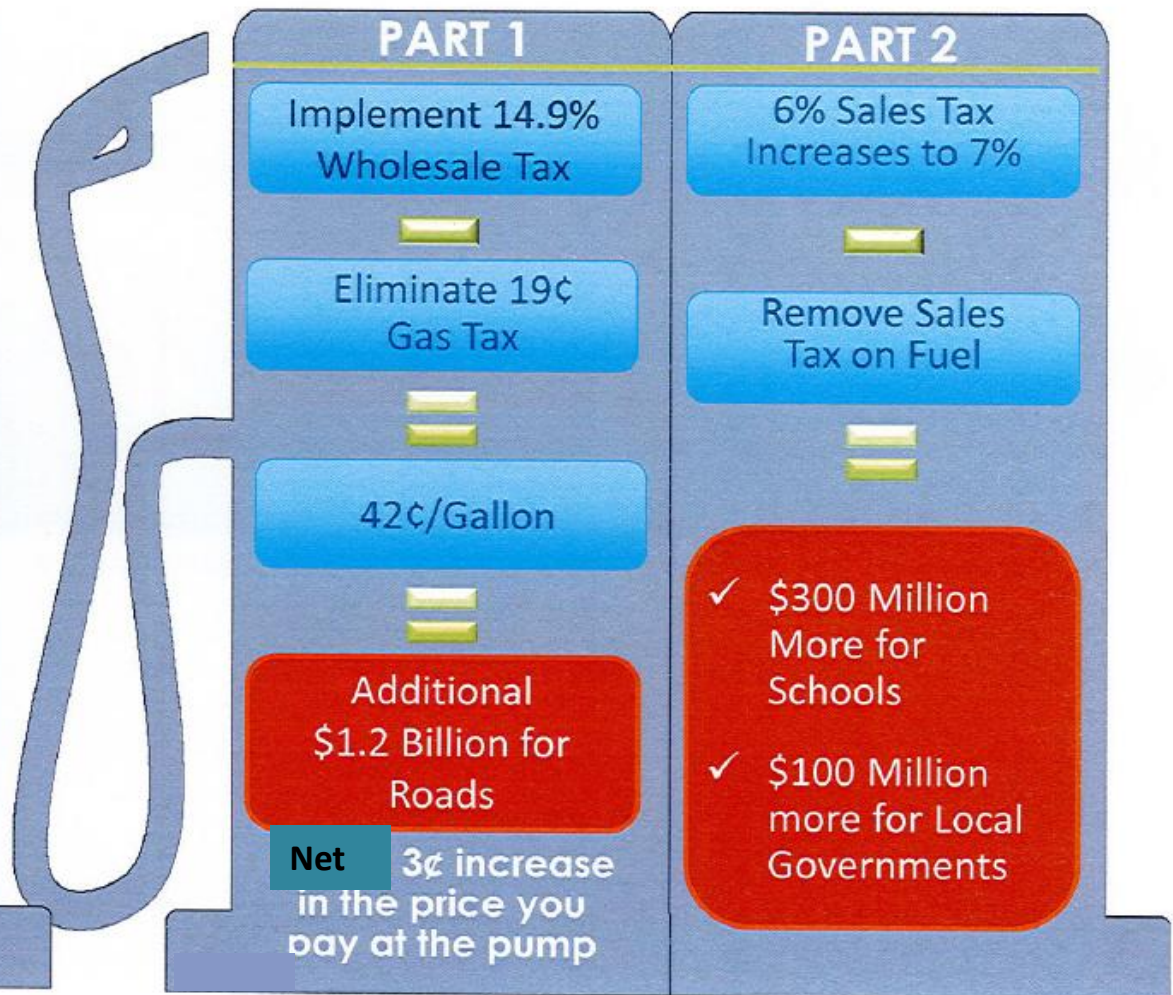 PART 1
Implement 14.9%
Wholesale Tax
Eliminate 19¢
Gas Tax
42¢/Gallon
Additional
$1.2 Billion for
Roads
Net 3¢ increase
in the price you
pay at the pump
PART 2
6% Sales Tax
Increases to 7%
Remove Sales
Tax on Fuel
✓ $300 Million
More for
Schools
✓ $100 Million
more for Local
Governments